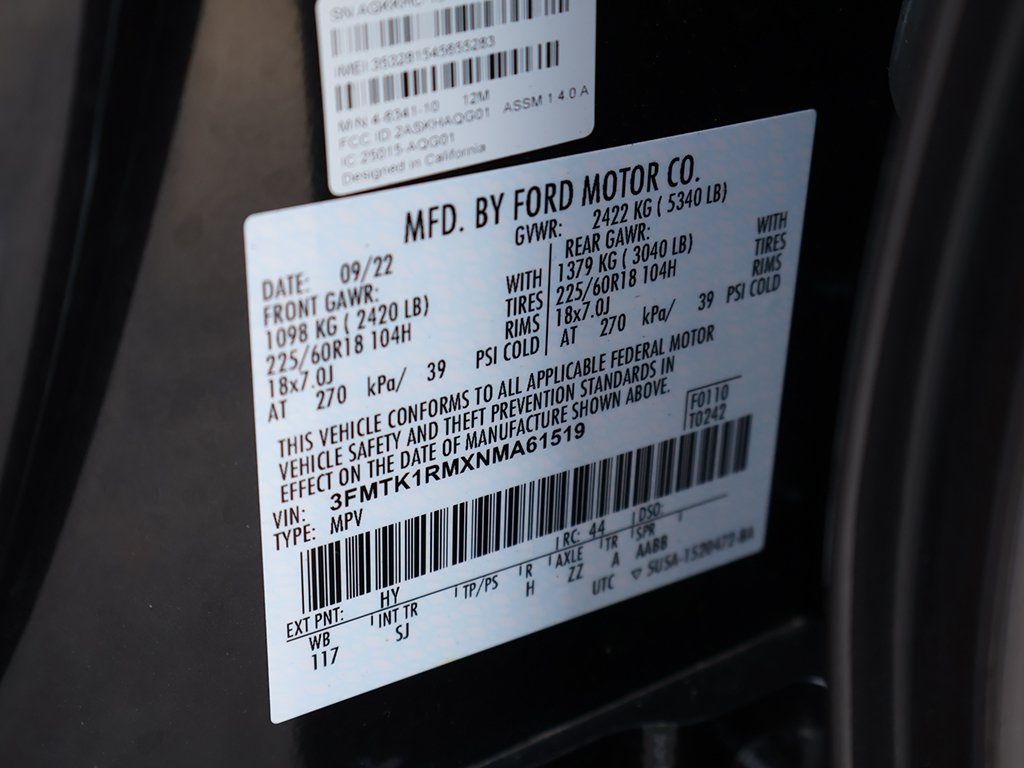 IMEI 353281545655283
M/N 4-6341-10 12M
FCC ID 2ASKHAQG01 ASSM 1 4 0 A
IC 25015-AQG01
Designed in California
MFD. BY FORD MOTOR CO.
DATE: 09/22 GVWR: 2422 KG ( 5340 LB)
FRONT GAWR: REAR GAWR:
1098 KG ( 2420 LB) WITH 1379 KG ( 3040 LB) WITH
225/60R18 104H TIRES 225/60R18 104H TIRES
18x7.0J RIMS 18x7.0J RIMS
AT 270 kPa/ 39 PSI COLD AT 270 kPa/ 39 PSI COLD
THIS VEHICLE CONFORMS TO ALL APPLICABLE FEDERAL MOTOR
VEHICLE SAFETY AND THEFT PREVENTION STANDARDS IN
EFFECT ON THE DATE OF MANUFACTURE SHOWN ABOVE.
F0110
T0242
VIN: 3FMTK1RMXNMA61519
TYPE: MPV
EXT PNT: HY RC: 44 DSO:
WB INT TR TP/PS R AXLE TR SPR
117 SJ H ZZ A AABB
UTC ▽ 5U5A-1520472-BA